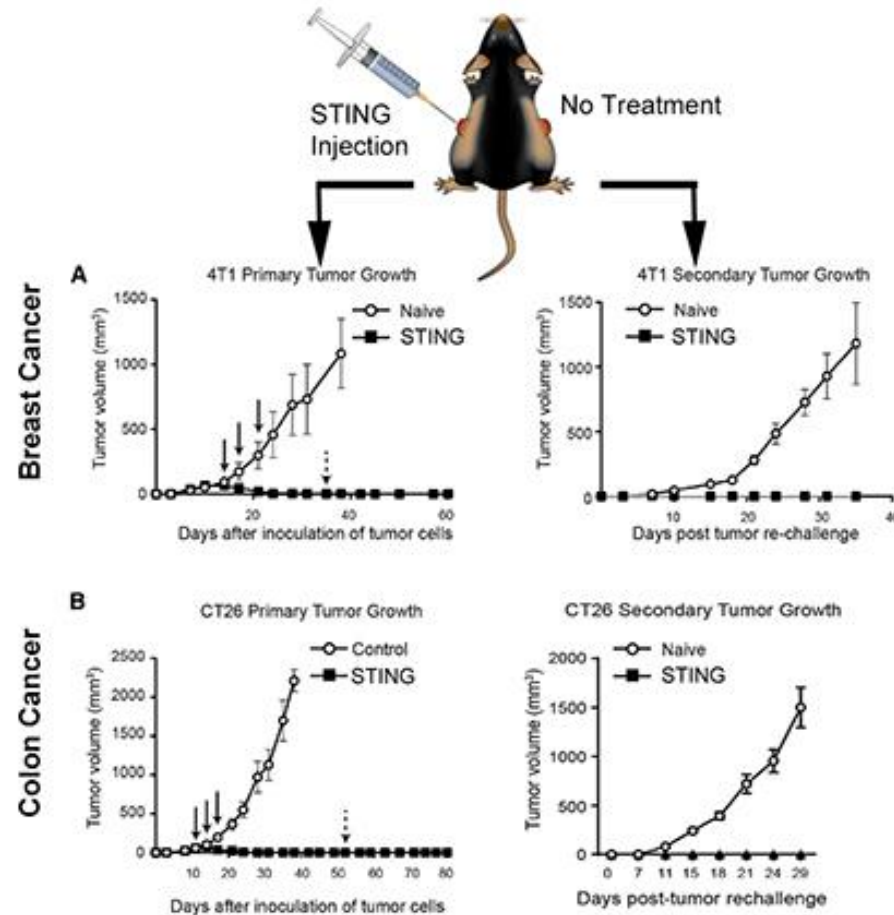 STING
Injection
No Treatment
Breast Cancer
A
4T1 Primary Tumor Growth
Tumor volume (mm³)
1500
1000
500
0
Naive
STING
20
40
60
Days after inoculation of tumor cells
4T1 Secondary Tumor Growth
Tumor volume (mm³)
1500
1000
500
0
Naive
STING
10
20
30
40
Days post tumor re-challenge
Colon Cancer
B
CT26 Primary Tumor Growth
Tumor volume (mm³)
2500
2000
1500
1000
500
0
Control
STING
10
20
30
40
50
60
70
80
Days after inoculation of tumor cells
CT26 Secondary Tumor Growth
Tumor volume (mm³)
2000
1500
1000
500
0
Naive
STING
0
7
11
15
18
21
24
29
Days post-tumor rechallenge